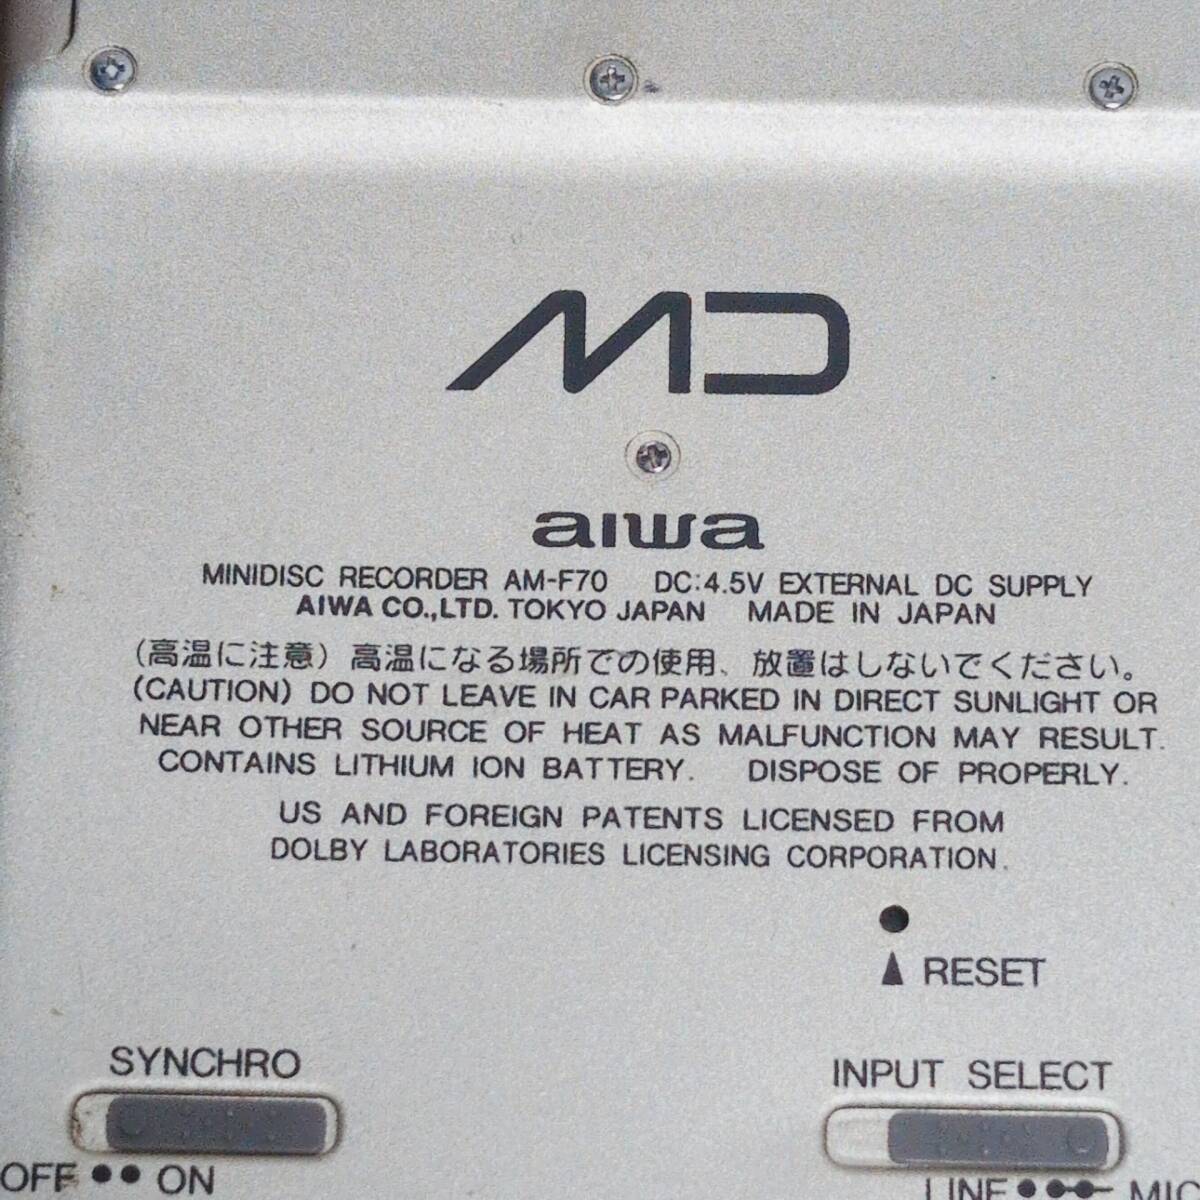 MD
aiwa
MINIDISC RECORDER AM-F70 DC:4.5V EXTERNAL DC SUPPLY
AIWA CO.,LTD. TOKYO JAPAN MADE IN JAPAN
(高温に注意) 高温になる場所での使用、放置はしないでください。
(CAUTION) DO NOT LEAVE IN CAR PARKED IN DIRECT SUNLIGHT OR
NEAR OTHER SOURCE OF HEAT AS MALFUNCTION MAY RESULT.
CONTAINS LITHIUM ION BATTERY. DISPOSE OF PROPERLY.
US AND FOREIGN PATENTS LICENSED FROM
DOLBY LABORATORIES LICENSING CORPORATION.
▲ RESET
SYNCHRO
INPUT SELECT
OFF ●● ON
LINE ●●● MIC